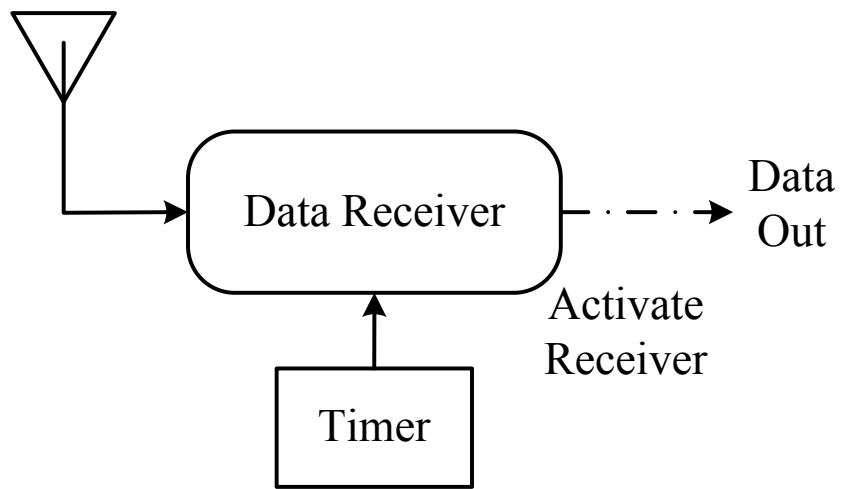 Data Receiver
Data
Out
Activate
Receiver
Timer